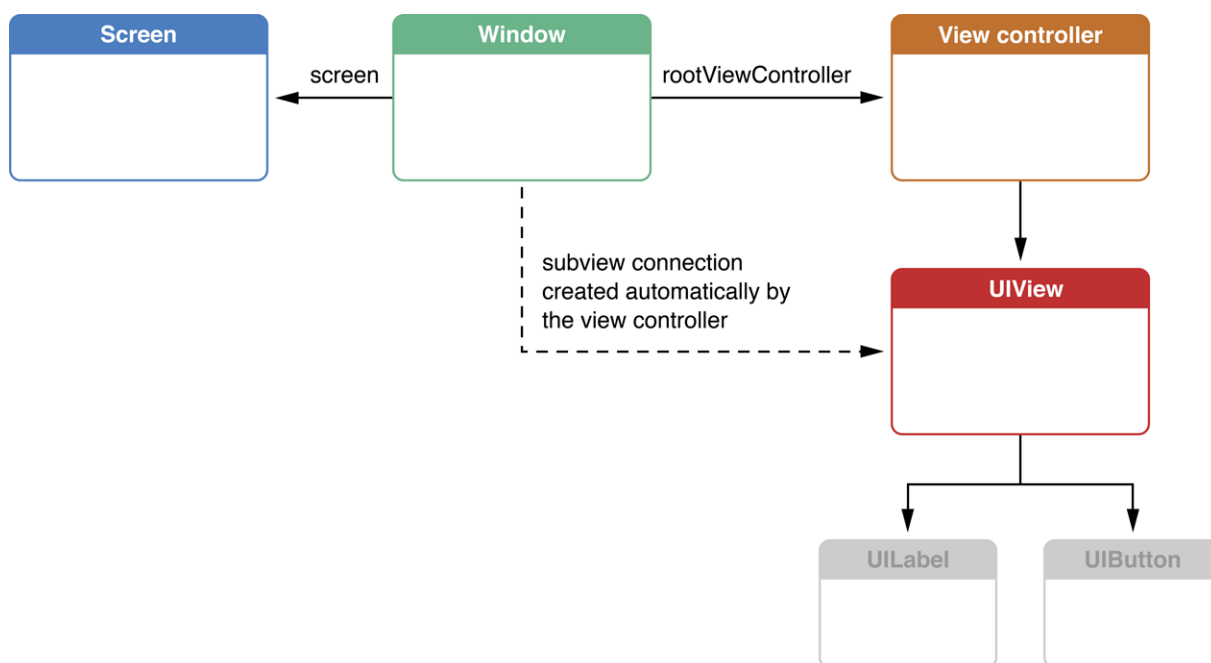 Screen
Window
View controller
screen
rootViewController
subview connection
created automatically by
the view controller
UIView
UILabel
UIButton